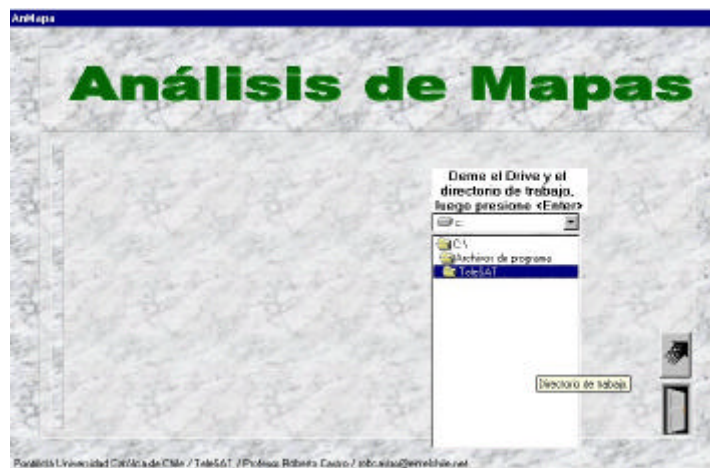 AnMapa
Análisis de Mapas
Deme el Drive y el
directorio de trabajo,
luego presione <Enter>
c:
C:\
Archivos de programa
TeleSAT
Directorio de trabajo.
Pontificia Universidad Católica de Chile / TeleSAT / Profesor Roberto Castro /